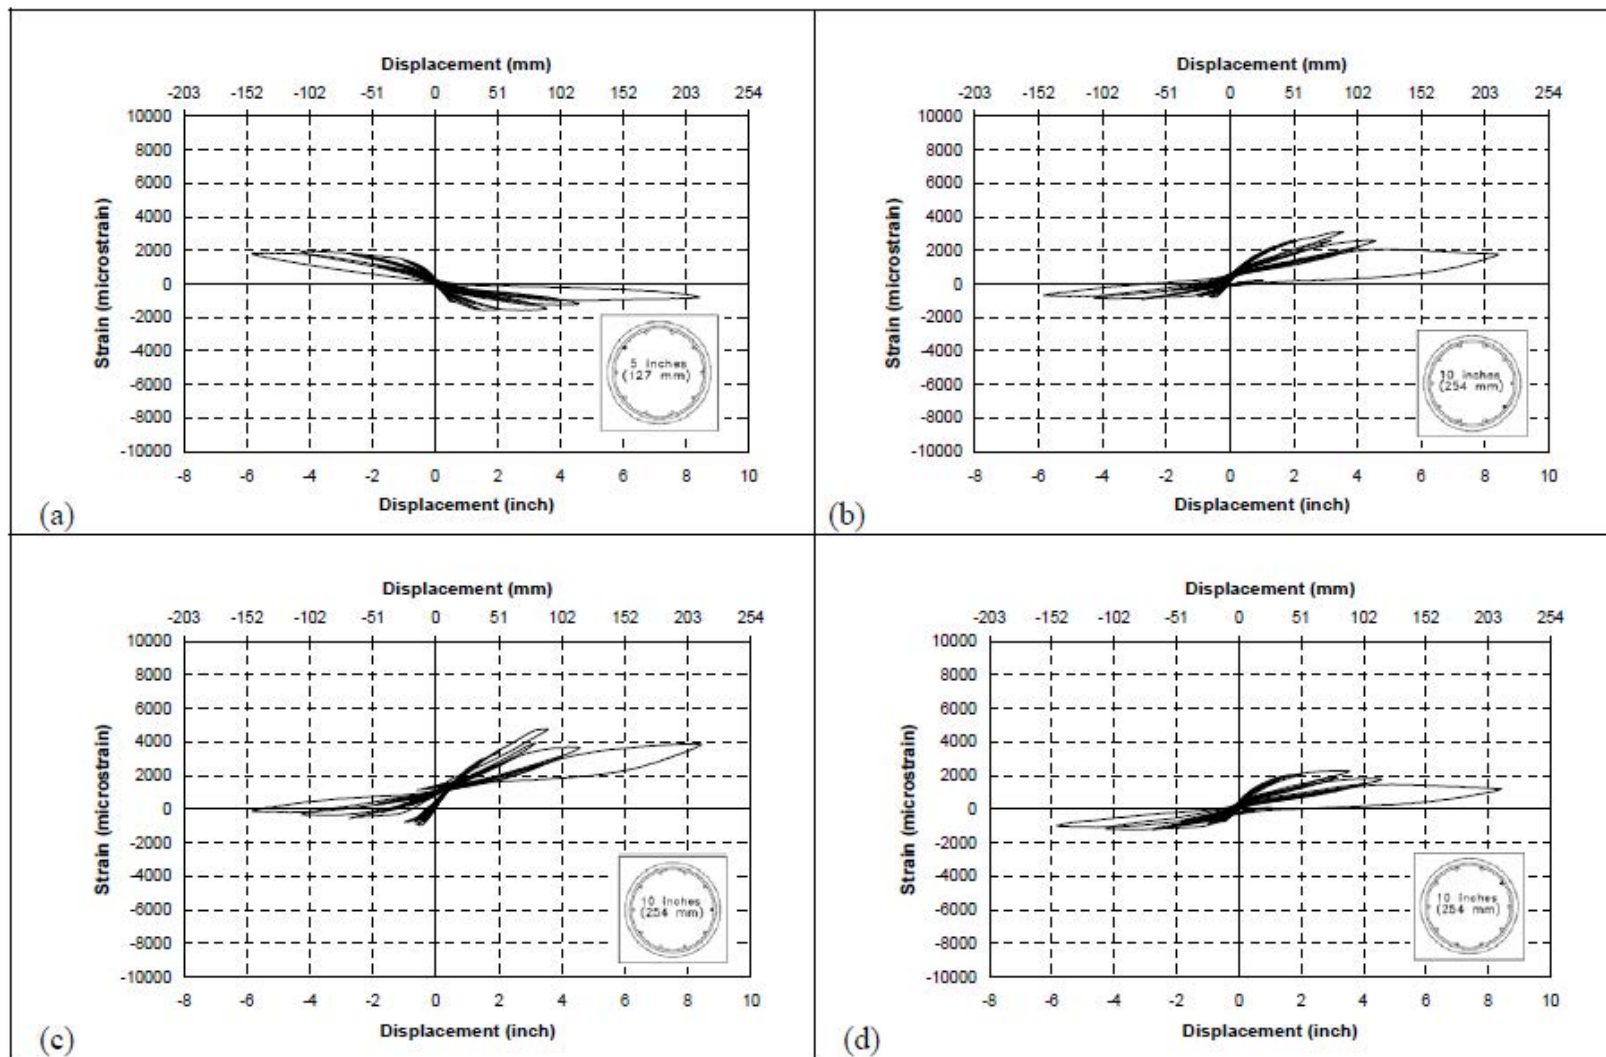 Displacement (mm)
-203 -152 -102 -51 0 51 102 152 203 254
10000
8000
6000
4000
2000
0
-2000
-4000
-6000
-8000
-10000
Strain (microstrain)
5 inches
(127 mm)
-8 -6 -4 -2 0 2 4 6 8 10
Displacement (inch)
(a)
Displacement (mm)
-203 -152 -102 -51 0 51 102 152 203 254
10000
8000
6000
4000
2000
0
-2000
-4000
-6000
-8000
-10000
Strain (microstrain)
10 inches
(254 mm)
-8 -6 -4 -2 0 2 4 6 8 10
Displacement (inch)
(b)
Displacement (mm)
-203 -152 -102 -51 0 51 102 152 203 254
10000
8000
6000
4000
2000
0
-2000
-4000
-6000
-8000
-10000
Strain (microstrain)
10 inches
(254 mm)
-8 -6 -4 -2 0 2 4 6 8 10
Displacement (inch)
(c)
Displacement (mm)
-203 -152 -102 -51 0 51 102 152 203 254
10000
8000
6000
4000
2000
0
-2000
-4000
-6000
-8000
-10000
Strain (microstrain)
10 inches
(254 mm)
-8 -6 -4 -2 0 2 4 6 8 10
Displacement (inch)
(d)